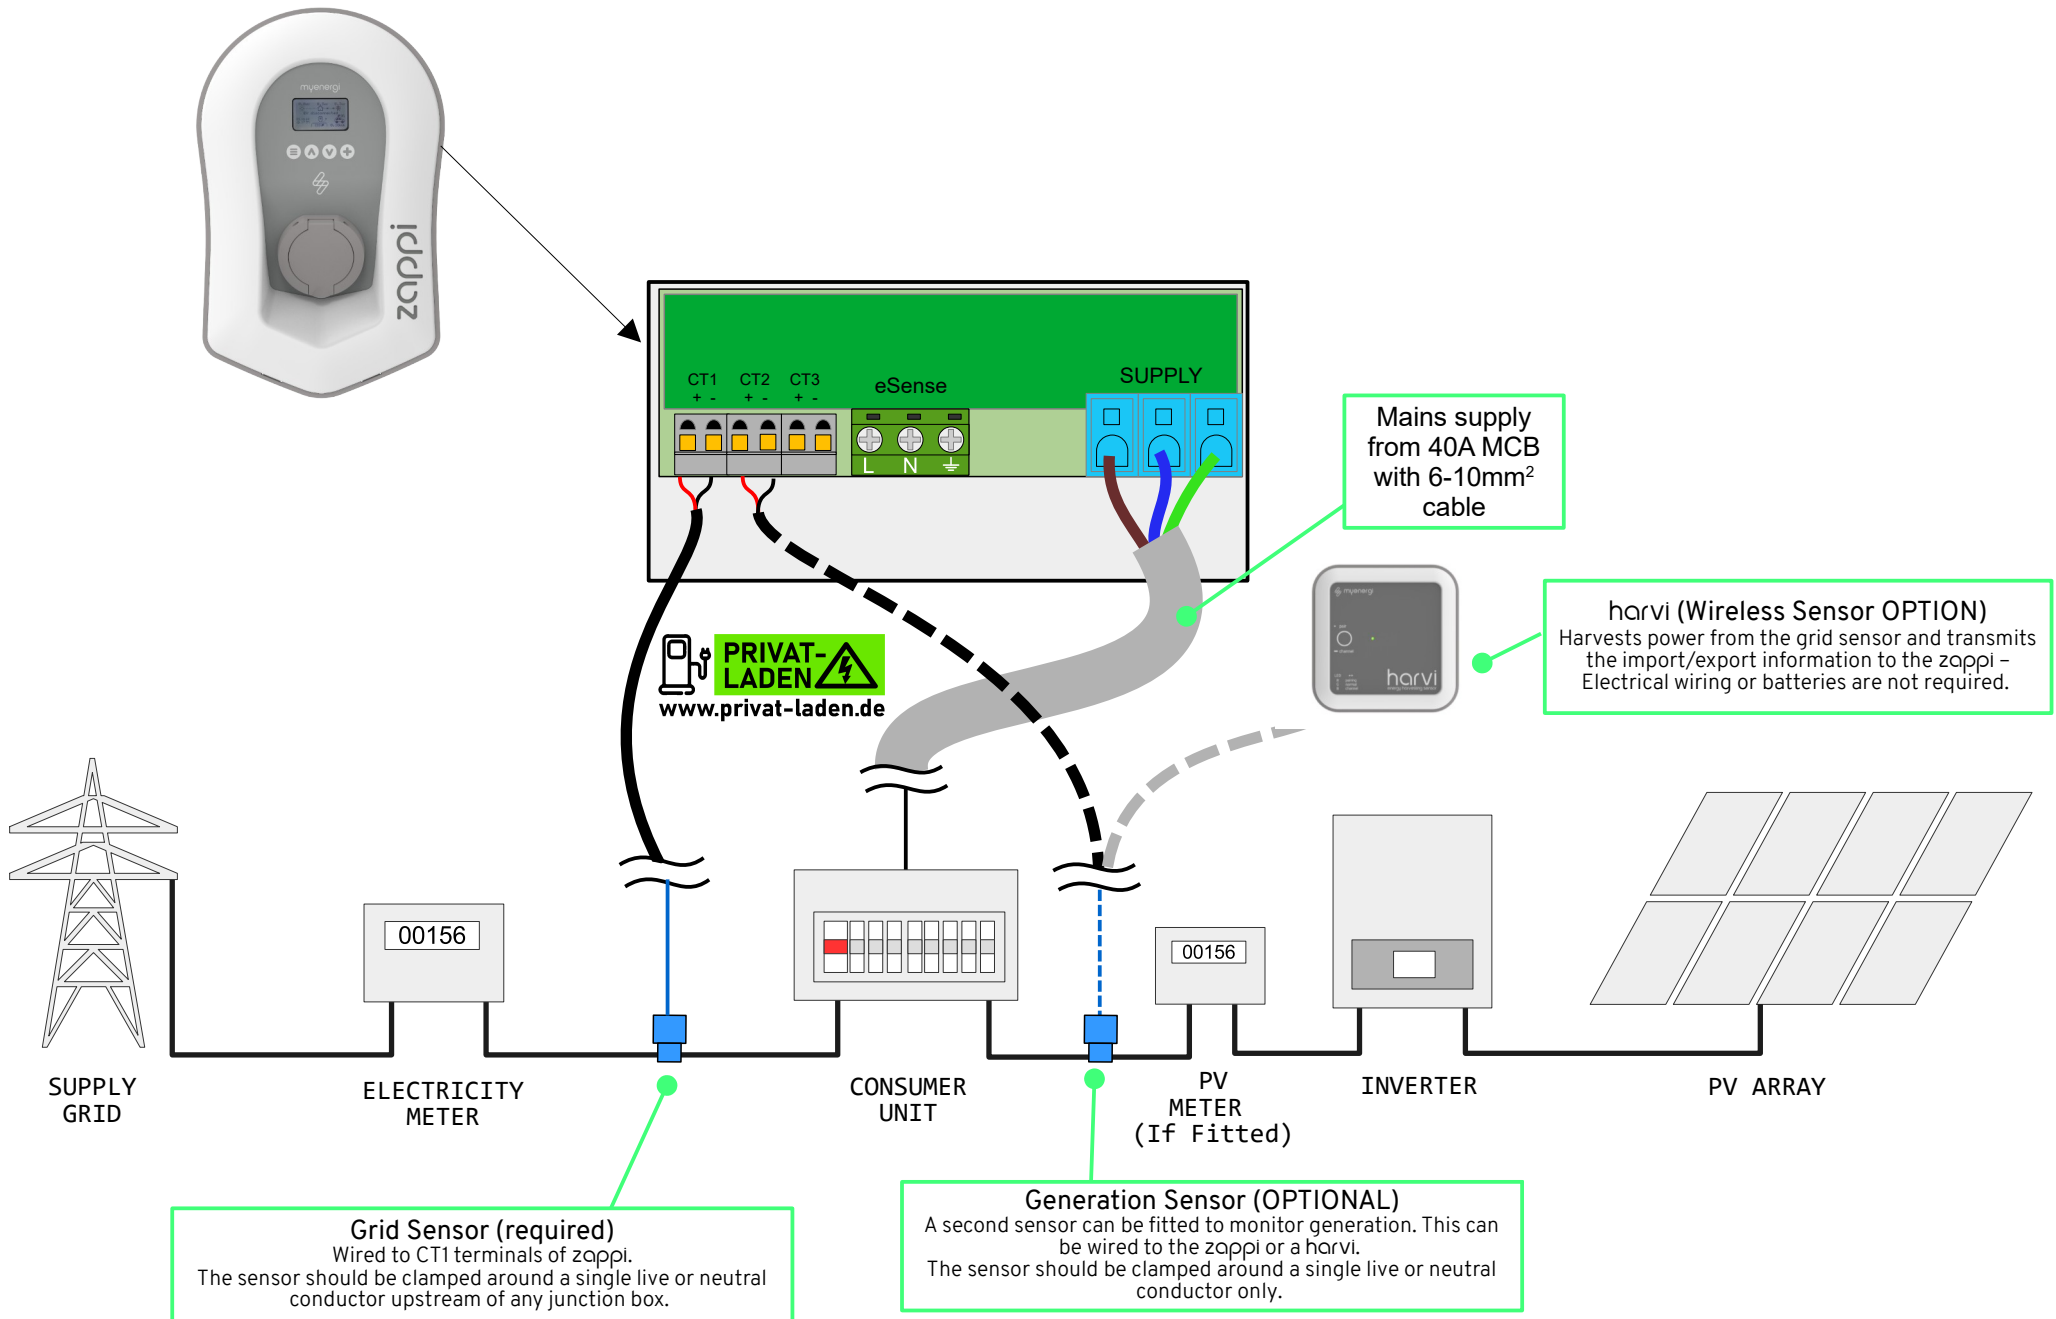 myenergi
zappi
CT1 CT2 CT3
+ - + - + -
eSense
SUPPLY
L N
Mains supply
from 40A MCB
with 6-10mm²
cable
myenergi
harvi
harvi (Wireless Sensor OPTION)
Harvests power from the grid sensor and transmits
the import/export information to the zappi –
Electrical wiring or batteries are not required.
PRIVAT-
LADEN
www.privat-laden.de
00156
00156
SUPPLY
GRID
ELECTRICITY
METER
CONSUMER
UNIT
PV
METER
(If Fitted)
INVERTER
PV ARRAY
Grid Sensor (required)
Wired to CT1 terminals of zappi.
The sensor should be clamped around a single live or neutral
conductor upstream of any junction box.
Generation Sensor (OPTIONAL)
A second sensor can be fitted to monitor generation. This can
be wired to the zappi or a harvi.
The sensor should be clamped around a single live or neutral
conductor only.